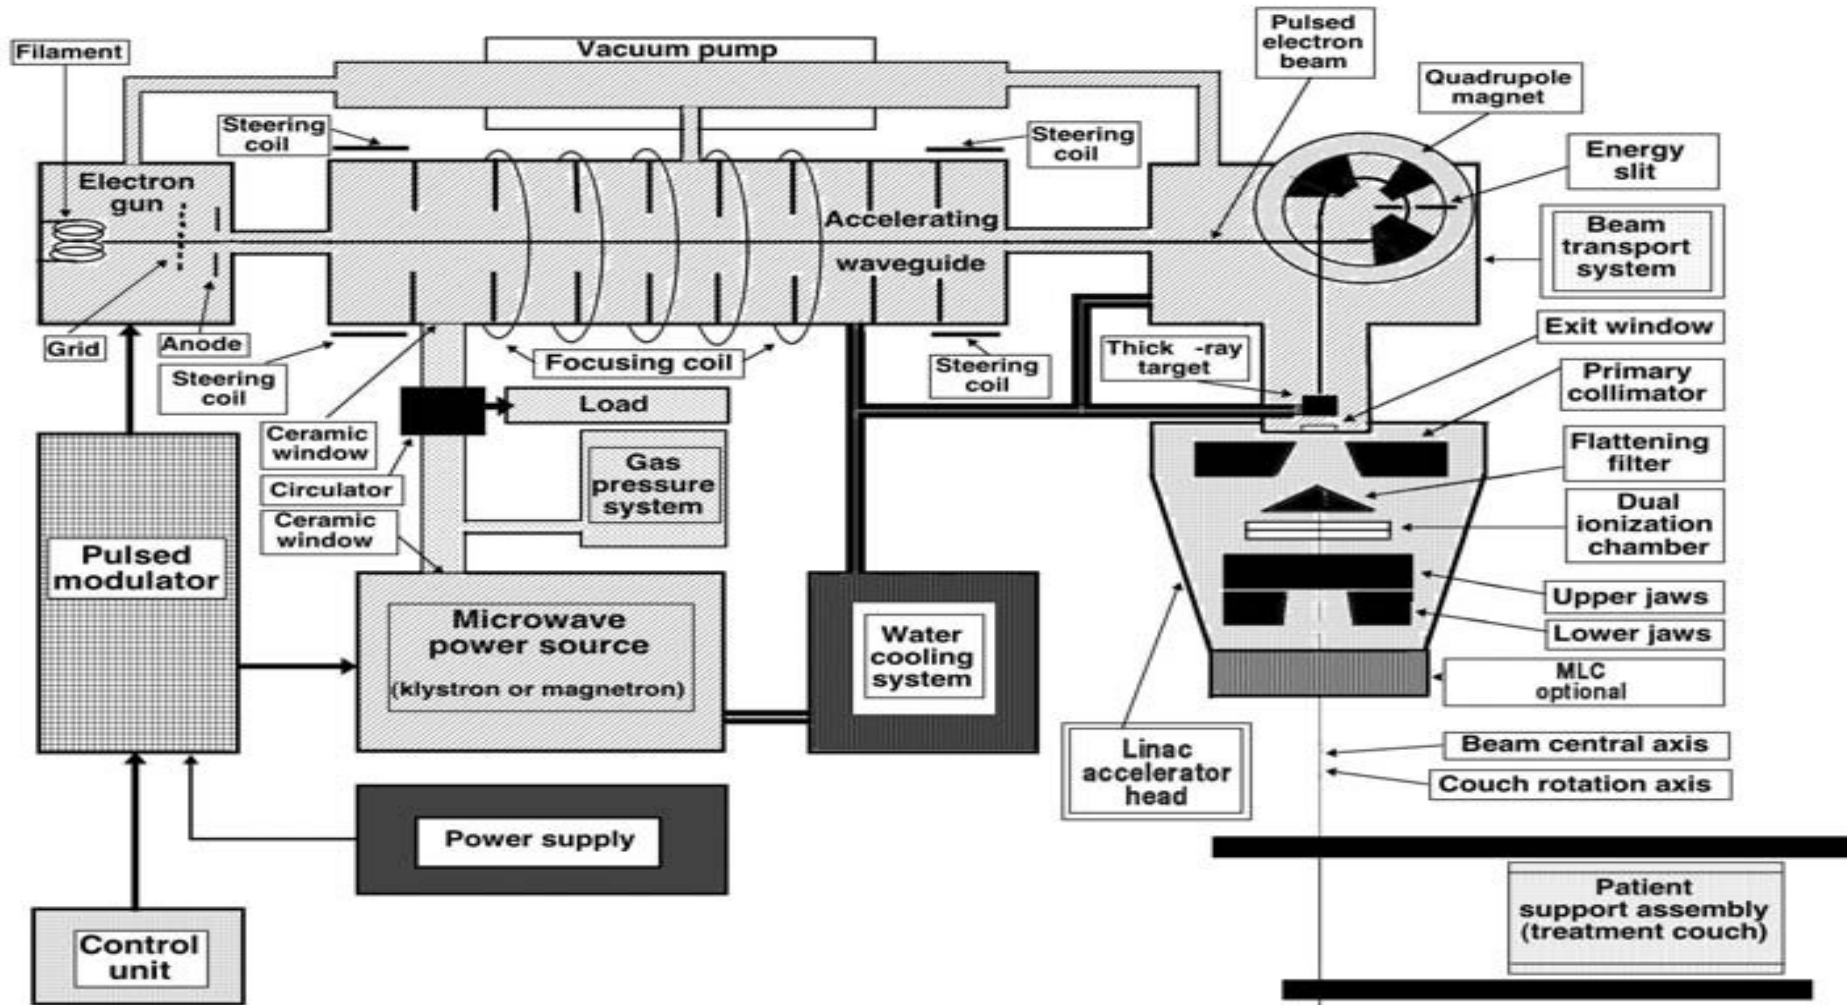 Filament
Vacuum pump
Pulsed
electron
beam
Quadrupole
magnet
Steering
coil
Steering
coil
Energy
slit
Electron
gun
Accelerating
waveguide
Beam
transport
system
Grid
Anode
Steering
coil
Focusing coil
Steering
coil
Thick -ray
target
Exit window
Primary
collimator
Load
Ceramic
window
Circulator
Gas
pressure
system
Ceramic
window
Flattening
filter
Dual
ionization
chamber
Pulsed
modulator
Microwave
power source
(klystron or magnetron)
Water
cooling
system
Upper jaws
Lower jaws
MLC
optional
Linac
accelerator
head
Beam central axis
Couch rotation axis
Power supply
Control
unit
Patient
support assembly
(treatment couch)